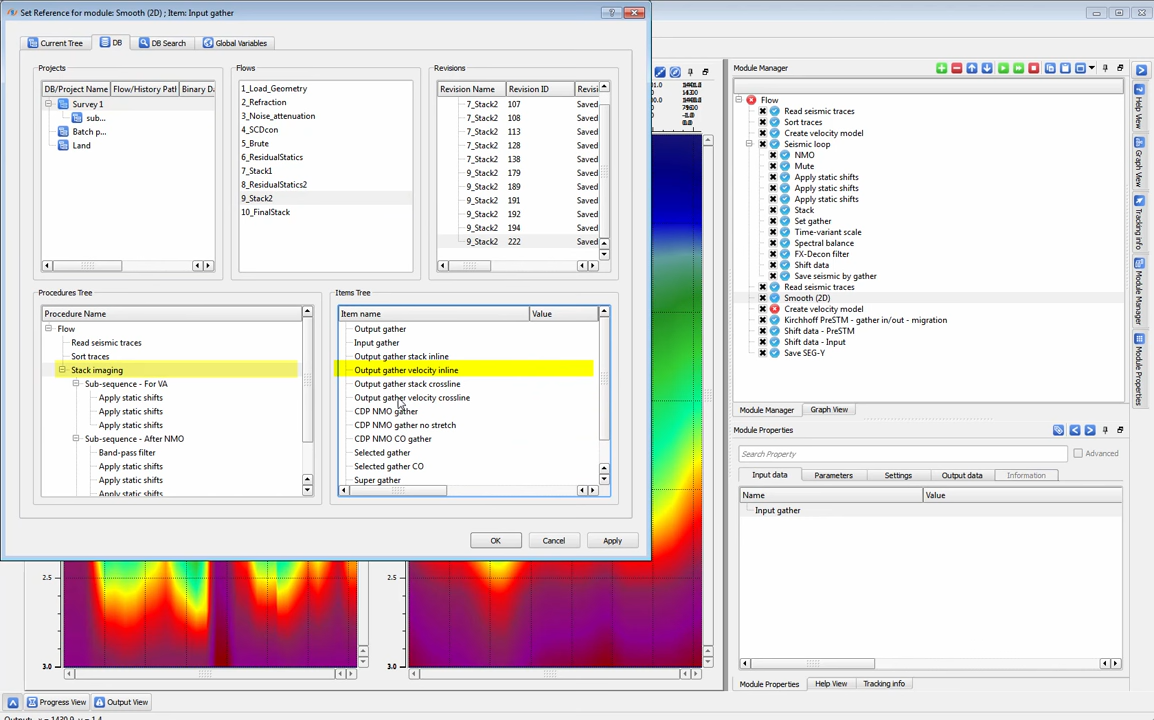 Set Reference for module: Smooth (2D) ; Item: Input gather
Current Tree
DB
DB Search
Global Variables
Projects
DB/Project Name
Flow/History Patl
Binary Da
Survey 1
sub...
Batch p...
Land
Flows
1_Load_Geometry
2_Refraction
3_Noise_attenuation
4_SCDcon
5_Brute
6_ResidualStatics
7_Stack1
8_ResidualStatics2
9_Stack2
10_FinalStack
Revisions
Revision Name
Revision ID
Revisi
7_Stack2 107 Saved
7_Stack2 108 Saved
7_Stack2 113 Saved
7_Stack2 128 Saved
7_Stack2 138 Saved
9_Stack2 179 Saved
9_Stack2 189 Saved
9_Stack2 191 Saved
9_Stack2 192 Saved
9_Stack2 194 Saved
9_Stack2 222 Saved
Procedures Tree
Procedure Name
Flow
Read seismic traces
Sort traces
Stack imaging
Sub-sequence - For VA
Apply static shifts
Apply static shifts
Apply static shifts
Sub-sequence - After NMO
Band-pass filter
Apply static shifts
Apply static shifts
Apply static shifts
Items Tree
Item name
Value
Output gather
Input gather
Output gather stack inline
Output gather velocity inline
Output gather stack crossline
Output gather velocity crossline
CDP NMO gather
CDP NMO gather no stretch
CDP NMO CO gather
Selected gather
Selected gather CO
Super gather
OK
Cancel
Apply
2.5
3.0
2.5
3.0
Module Manager
Flow
Read seismic traces
Sort traces
Create velocity model
Seismic loop
NMO
Mute
Apply static shifts
Apply static shifts
Apply static shifts
Stack
Set gather
Time-variant scale
Spectral balance
FX-Decon filter
Shift data
Save seismic by gather
Read seismic traces
Smooth (2D)
Create velocity model
Kirchhoff PreSTM - gather in/out - migration
Shift data - PreSTM
Shift data - Input
Save SEG-Y
Module Manager
Graph View
Module Properties
Search Property
Advanced
Input data
Parameters
Settings
Output data
Information
Name
Value
Input gather
Module Properties
Help View
Tracking info
Help View
Graph View
Tracking info
Module Manager
Module Properties
Progress View
Output View
Output: x = 1430.9 y = 1.4